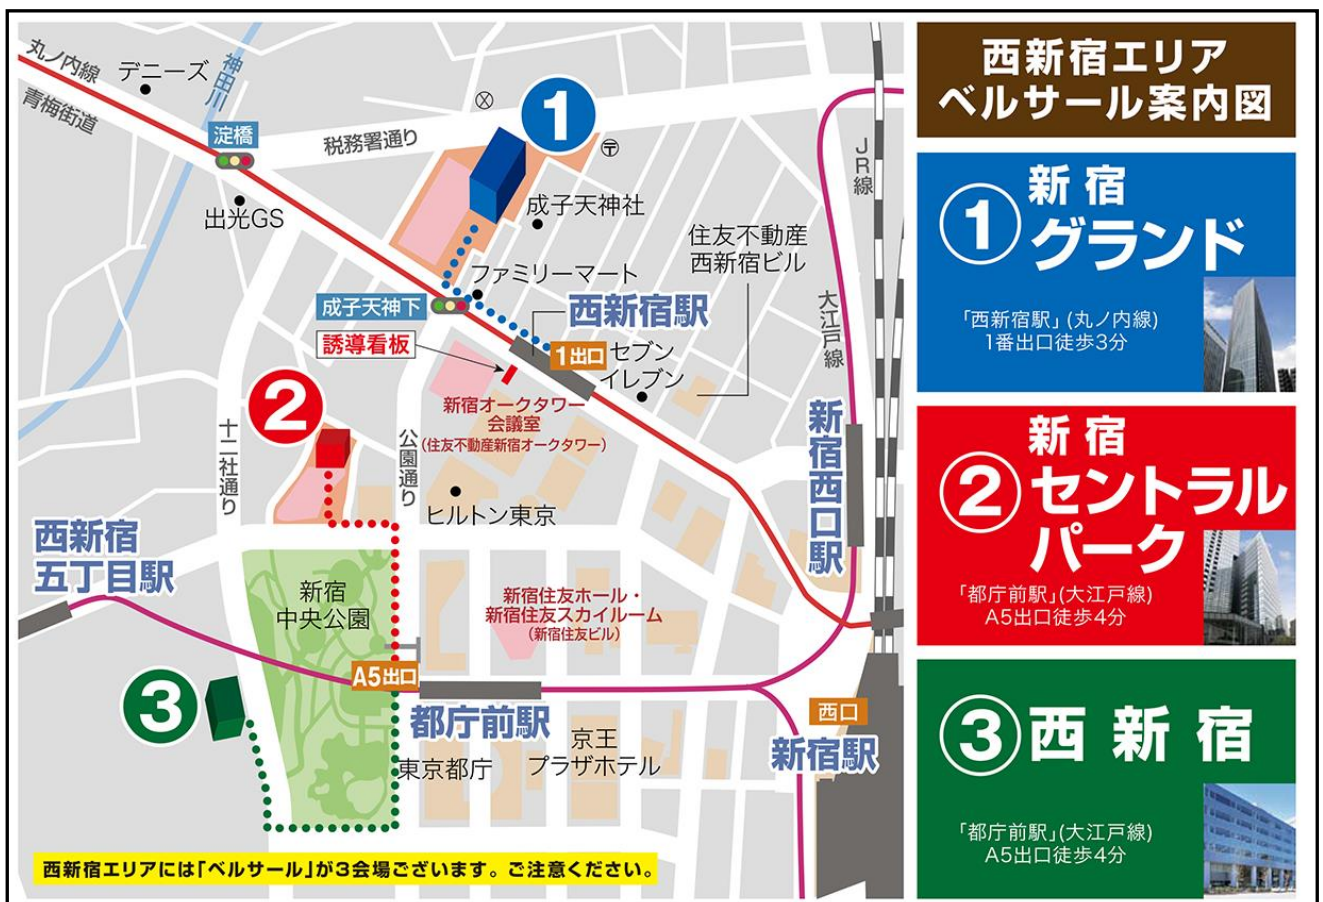 丸ノ内線
青梅街道
デニーズ
神田川
淀橋
税務署通り
1
〒
出光GS
成子天神社
住友不動産
西新宿ビル
JR線
ファミリーマート
成子天神下
西新宿駅
大江戸線
誘導看板
1出口
セブン
イレブン
2
新宿オークタワー
会議室
(住友不動産新宿オークタワー)
十二社通り
公園通り
新宿西口駅
ヒルトン東京
西新宿
五丁目駅
新宿
中央公園
新宿住友ホール・
新宿住友スカイルーム
(新宿住友ビル)
A5出口
3
都庁前駅
西口
新宿駅
東京都庁
京王
プラザホテル
西新宿エリアには「ベルサール」が3会場ございます。ご注意ください。
西新宿エリア
ベルサール案内図
①新宿
グランド
「西新宿駅」(丸ノ内線)
1番出口徒歩3分
②新宿
セントラル
パーク
「都庁前駅」(大江戸線)
A5出口徒歩4分
③西新宿
「都庁前駅」(大江戸線)
A5出口徒歩4分